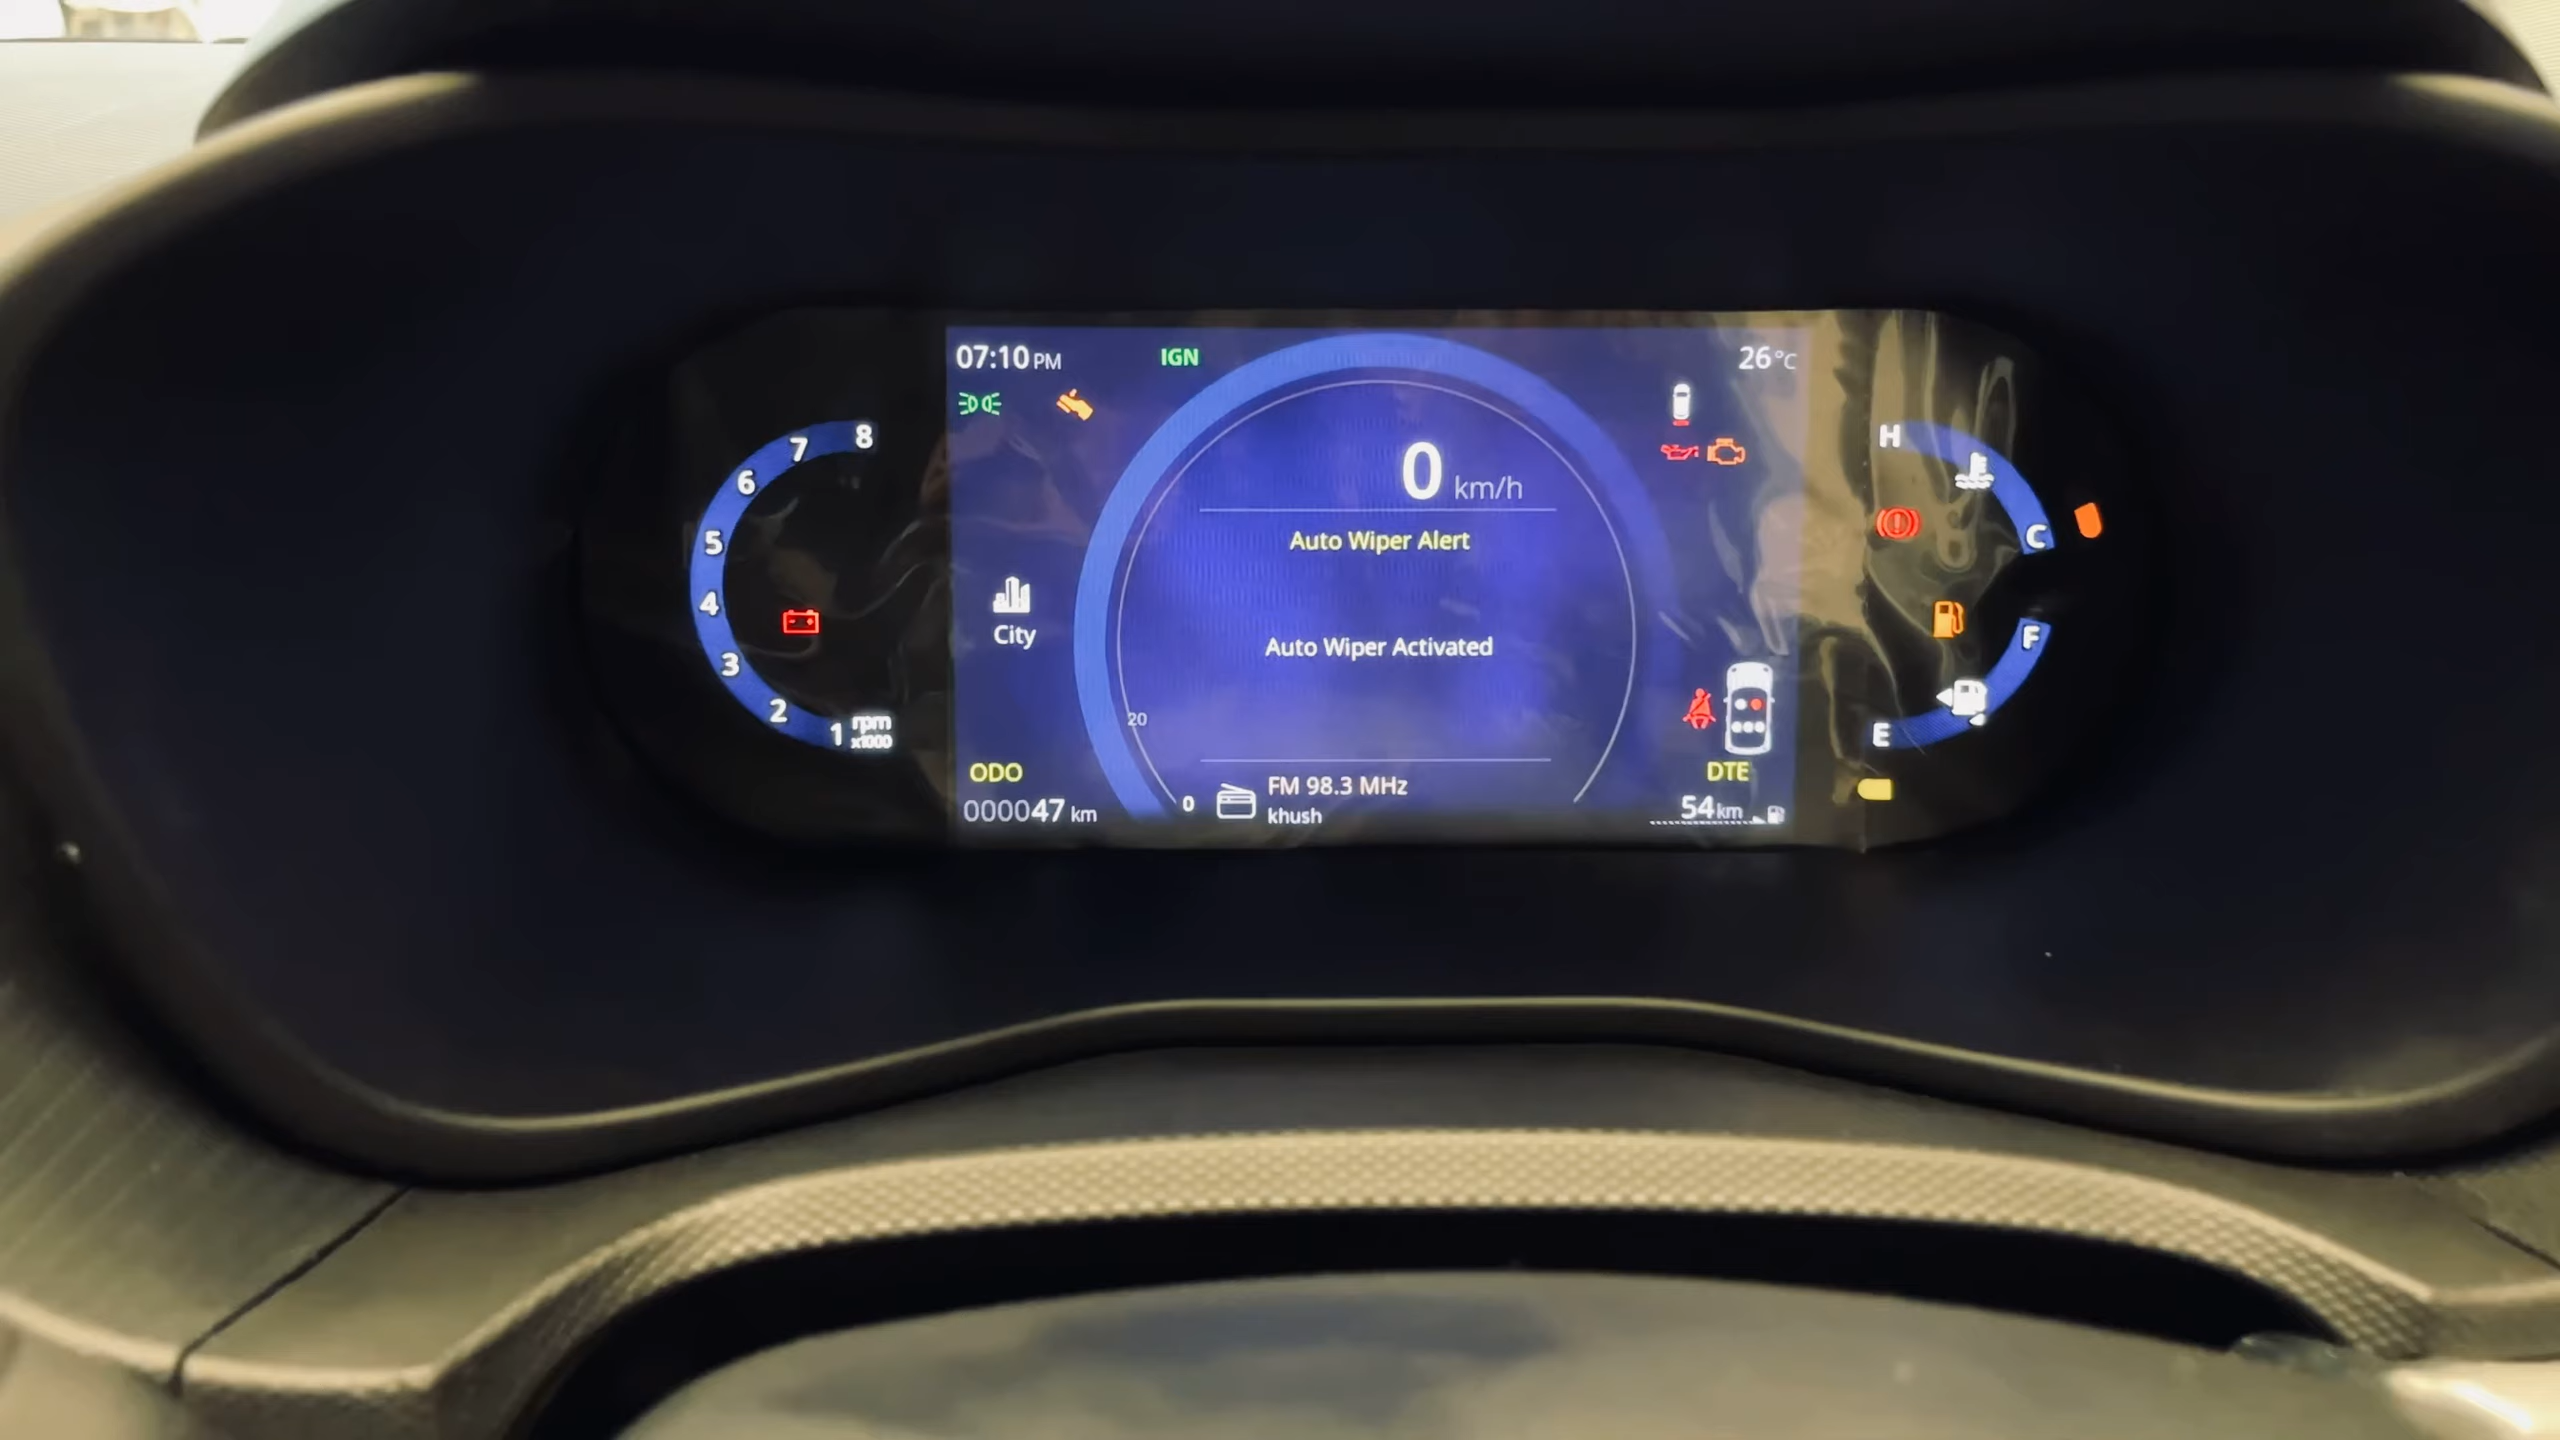 07:10 PM
IGN
26°C
8
7
6
5
4
3
2
1 rpm
x1000
0 km/h
Auto Wiper Alert
Auto Wiper Activated
City
20
0
ODO
000047 km
FM 98.3 MHz
khush
DTE
54 km
H
C
F
E